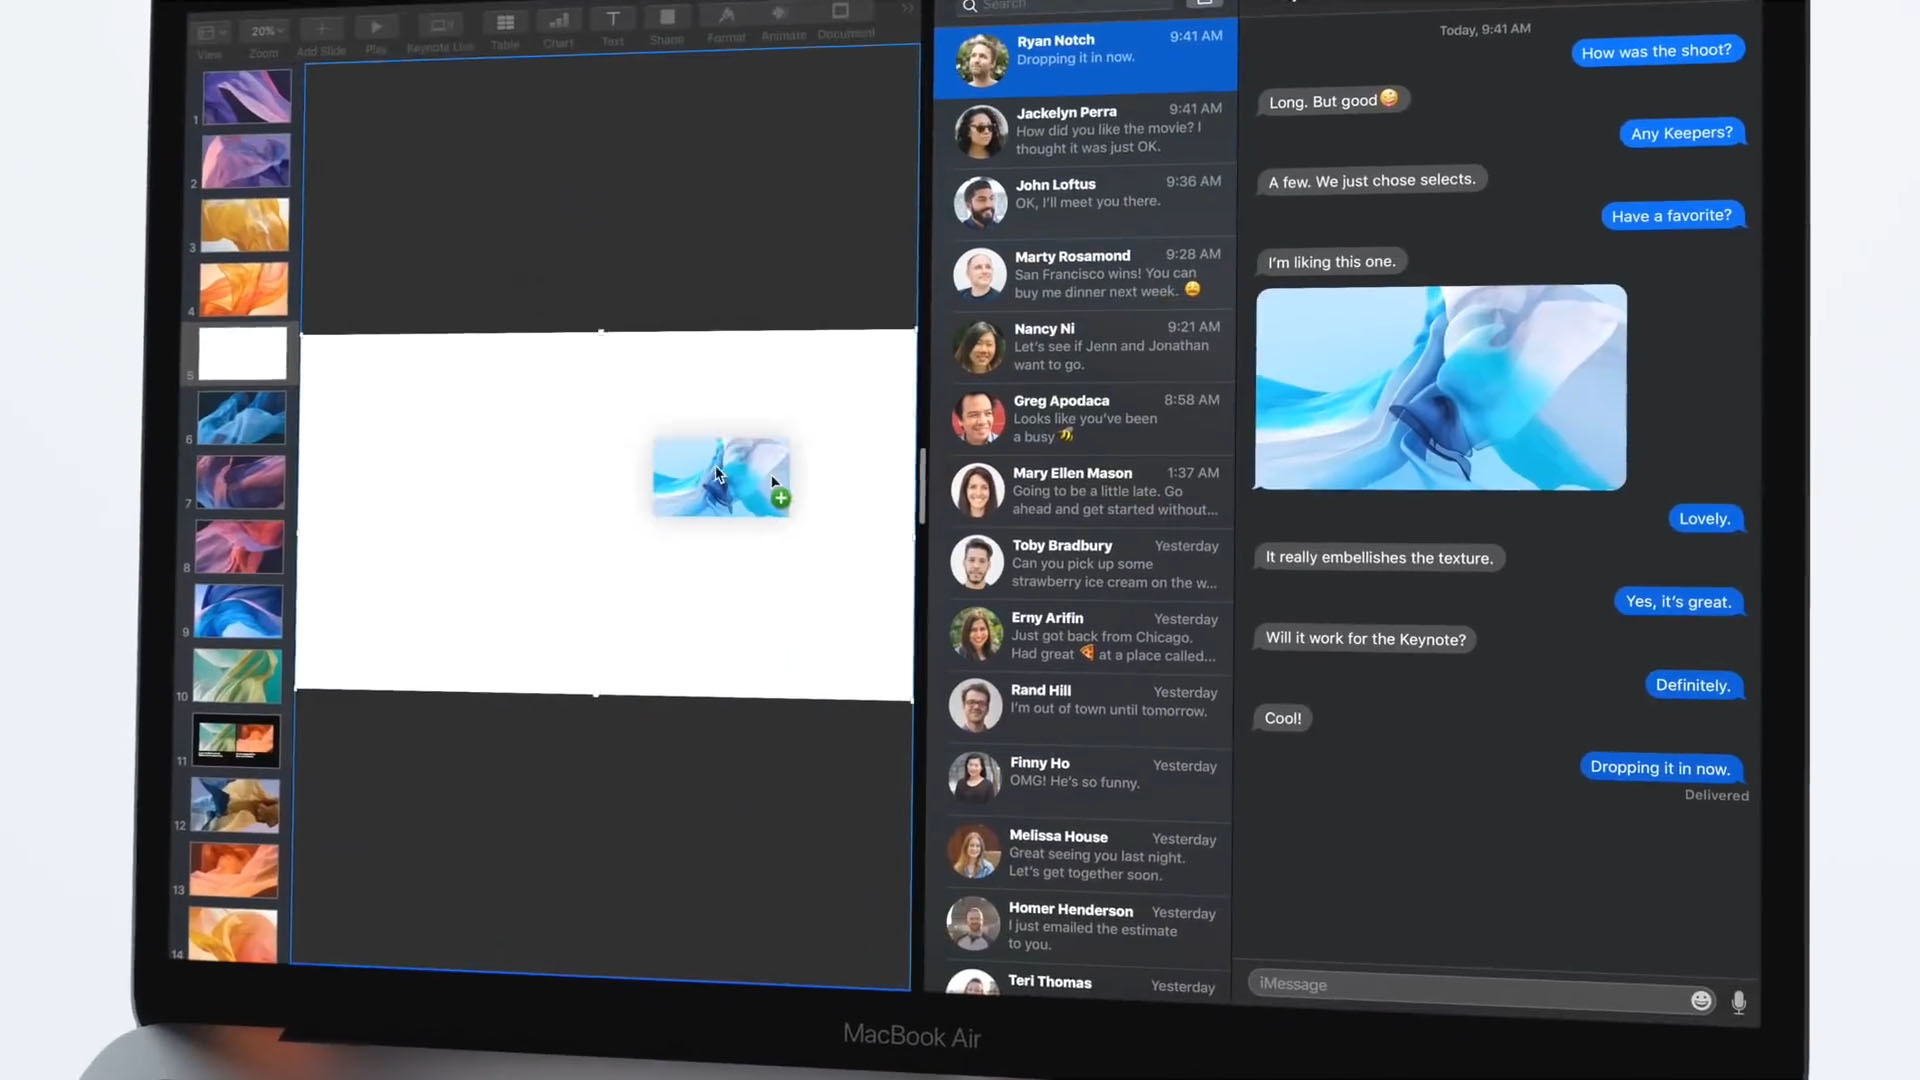 20%
View
Zoom
Add Slide
Play
Keynote Live
Table
Chart
T
Text
Shape
Format
Animate
Document
1
2
3
4
5
6
7
8
9
10
11
12
13
14
Search
Ryan Notch 9:41 AM
Dropping it in now.
Jackelyn Perra 9:41 AM
How did you like the movie? I
thought it was just OK.
John Loftus 9:36 AM
OK, I'll meet you there.
Marty Rosamond 9:28 AM
San Francisco wins! You can
buy me dinner next week. 😩
Nancy Ni 9:21 AM
Let's see if Jenn and Jonathan
want to go.
Greg Apodaca 8:58 AM
Looks like you've been
a busy 🐝
Mary Ellen Mason 1:37 AM
Going to be a little late. Go
ahead and get started without...
Toby Bradbury Yesterday
Can you pick up some
strawberry ice cream on the w...
Erny Arifin Yesterday
Just got back from Chicago.
Had great 🍕 at a place called...
Rand Hill Yesterday
I'm out of town until tomorrow.
Finny Ho Yesterday
OMG! He's so funny.
Melissa House Yesterday
Great seeing you last night.
Let's get together soon.
Homer Henderson Yesterday
I just emailed the estimate
to you.
Teri Thomas Yesterday
Today, 9:41 AM
How was the shoot?
Long. But good🤪
Any Keepers?
A few. We just chose selects.
Have a favorite?
I'm liking this one.
Lovely.
It really embellishes the texture.
Yes, it's great.
Will it work for the Keynote?
Definitely.
Cool!
Dropping it in now.
Delivered
iMessage
MacBook Air